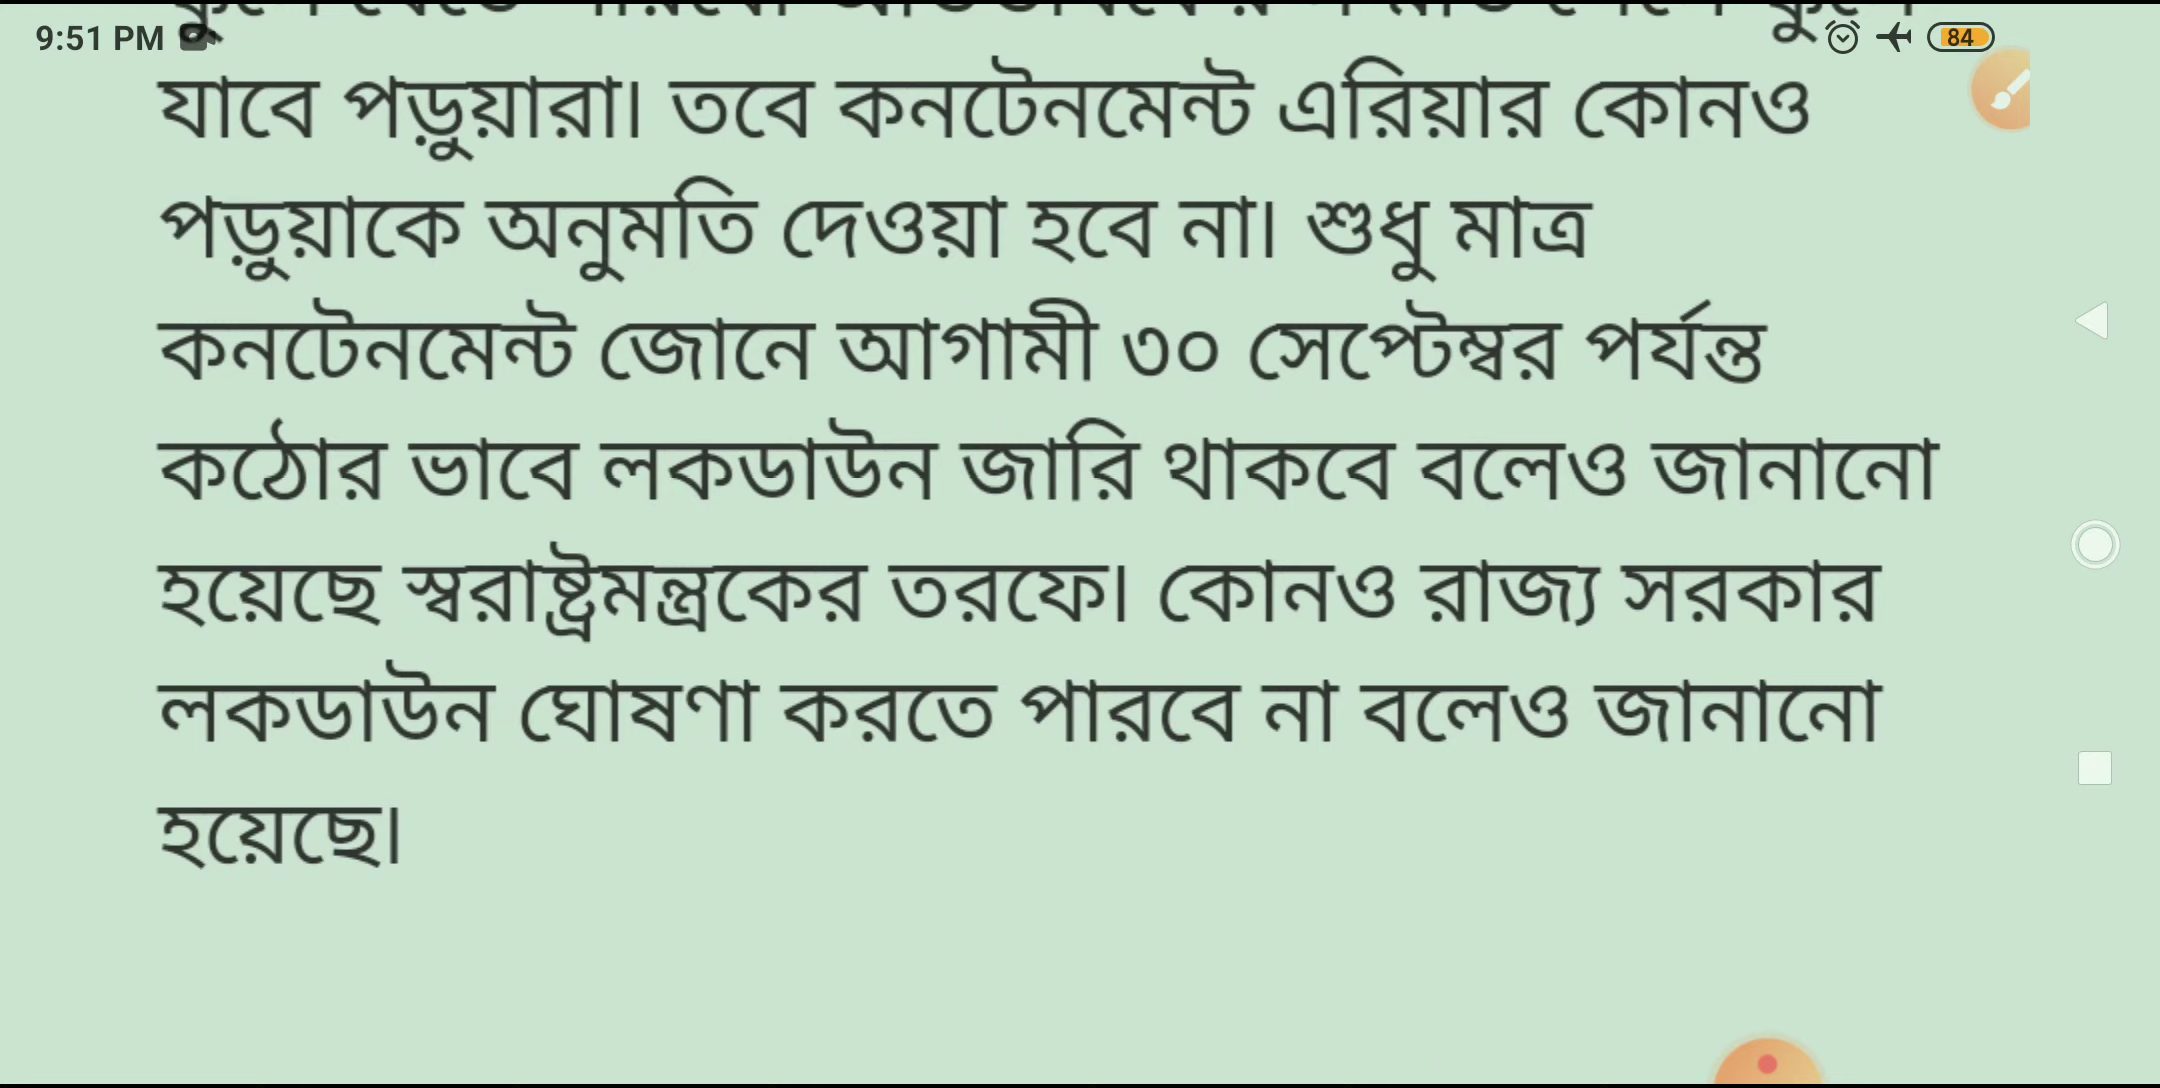 9:51 PM 84
যাবে পড়ুয়ারা। তবে কনটেনমেন্ট এরিয়ার কোনও
পড়ুয়াকে অনুমতি দেওয়া হবে না। শুধু মাত্র
কনটেনমেন্ট জোনে আগামী ৩০ সেপ্টেম্বর পর্যন্ত
কঠোর ভাবে লকডাউন জারি থাকবে বলেও জানানো
হয়েছে স্বরাষ্ট্রমন্ত্রকের তরফে। কোনও রাজ্য সরকার
লকডাউন ঘোষণা করতে পারবে না বলেও জানানো
হয়েছে।